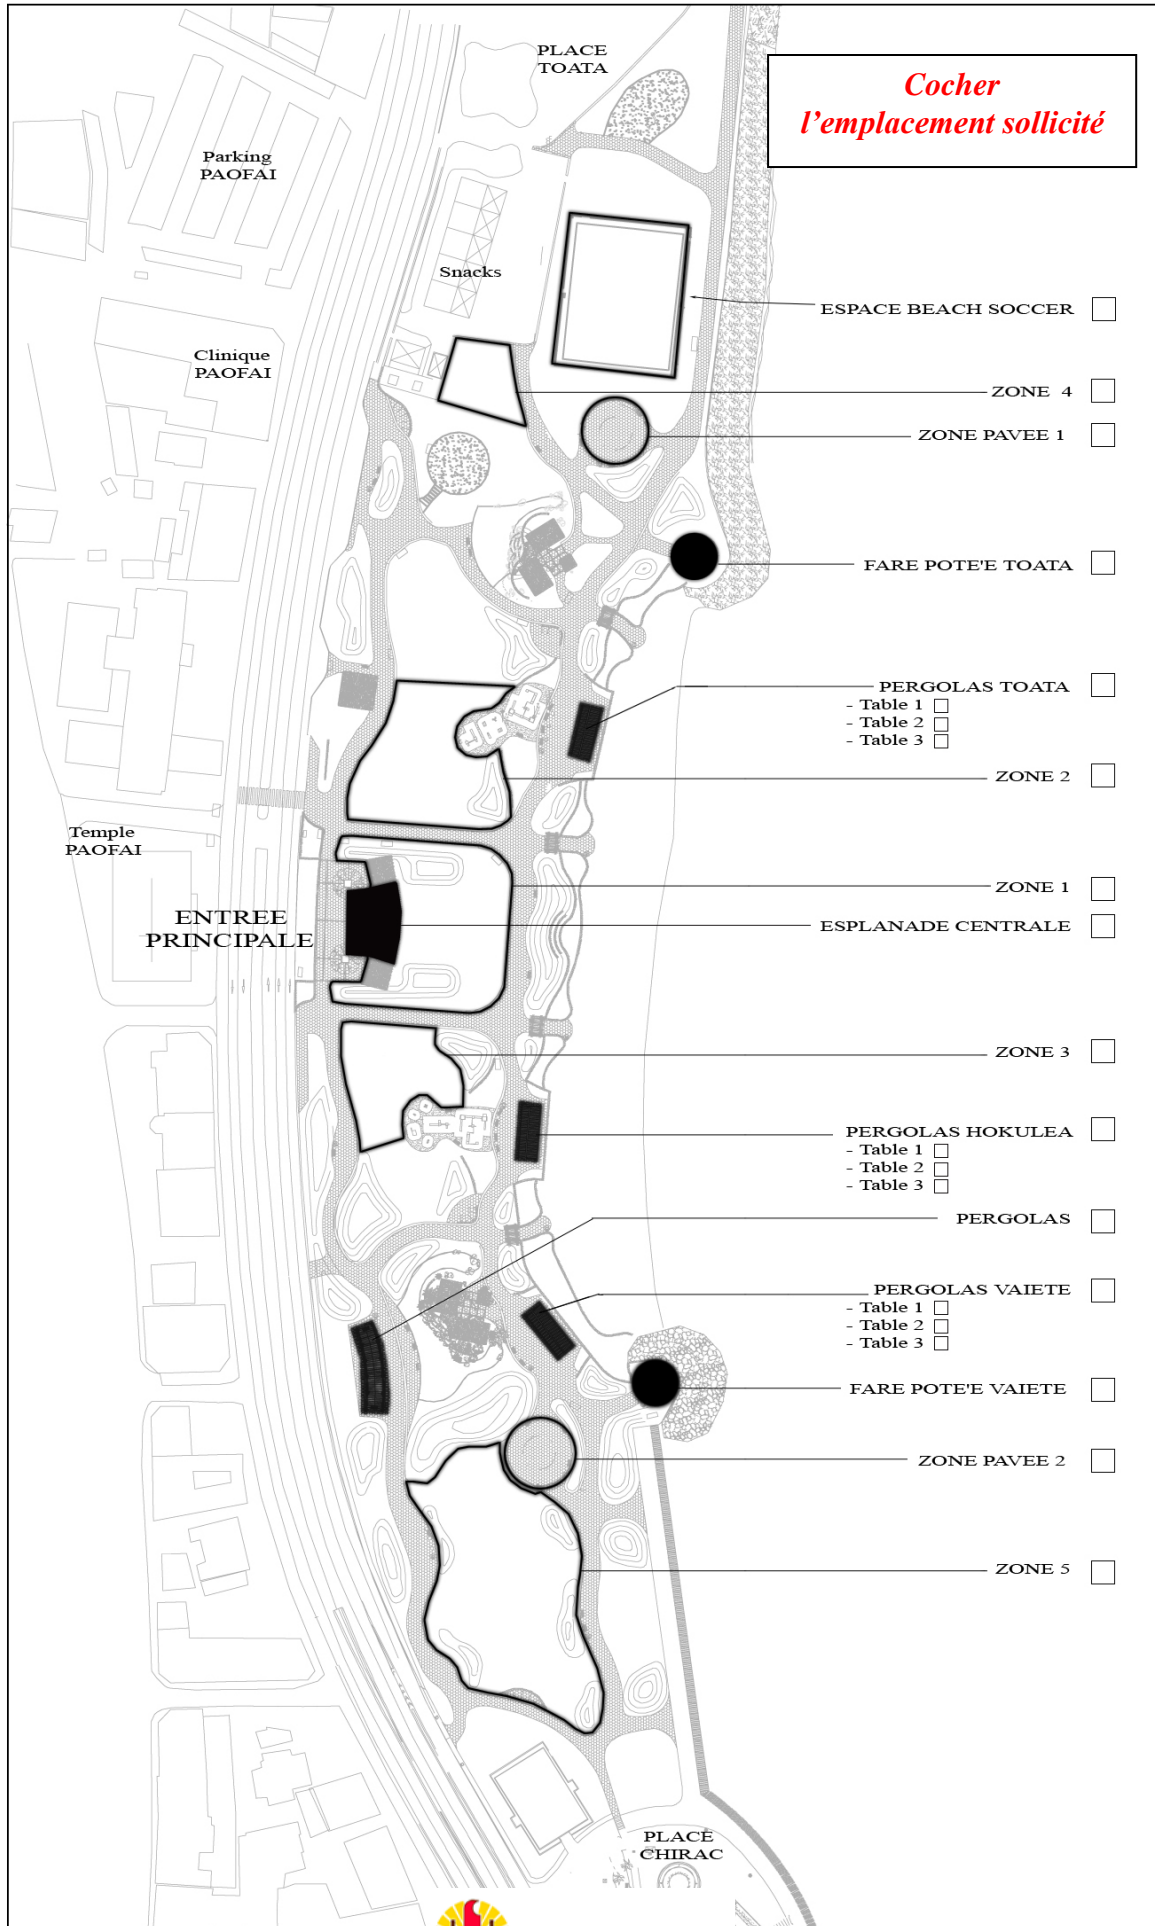 PLACE
TOATA
Cocher
l’emplacement sollicité
Parking
PAOFAI
Snacks
ESPACE BEACH SOCCER
Clinique
PAOFAI
ZONE 4
ZONE PAVEE 1
FARE POTE'E TOATA
PERGOLAS TOATA
- Table 1
- Table 2
- Table 3
ZONE 2
Temple
PAOFAI
ZONE 1
ENTREE
PRINCIPALE
ESPLANADE CENTRALE
ZONE 3
PERGOLAS HOKULEA
- Table 1
- Table 2
- Table 3
PERGOLAS
PERGOLAS VAIETE
- Table 1
- Table 2
- Table 3
FARE POTE'E VAIETE
ZONE PAVEE 2
ZONE 5
PLACE
CHIRAC